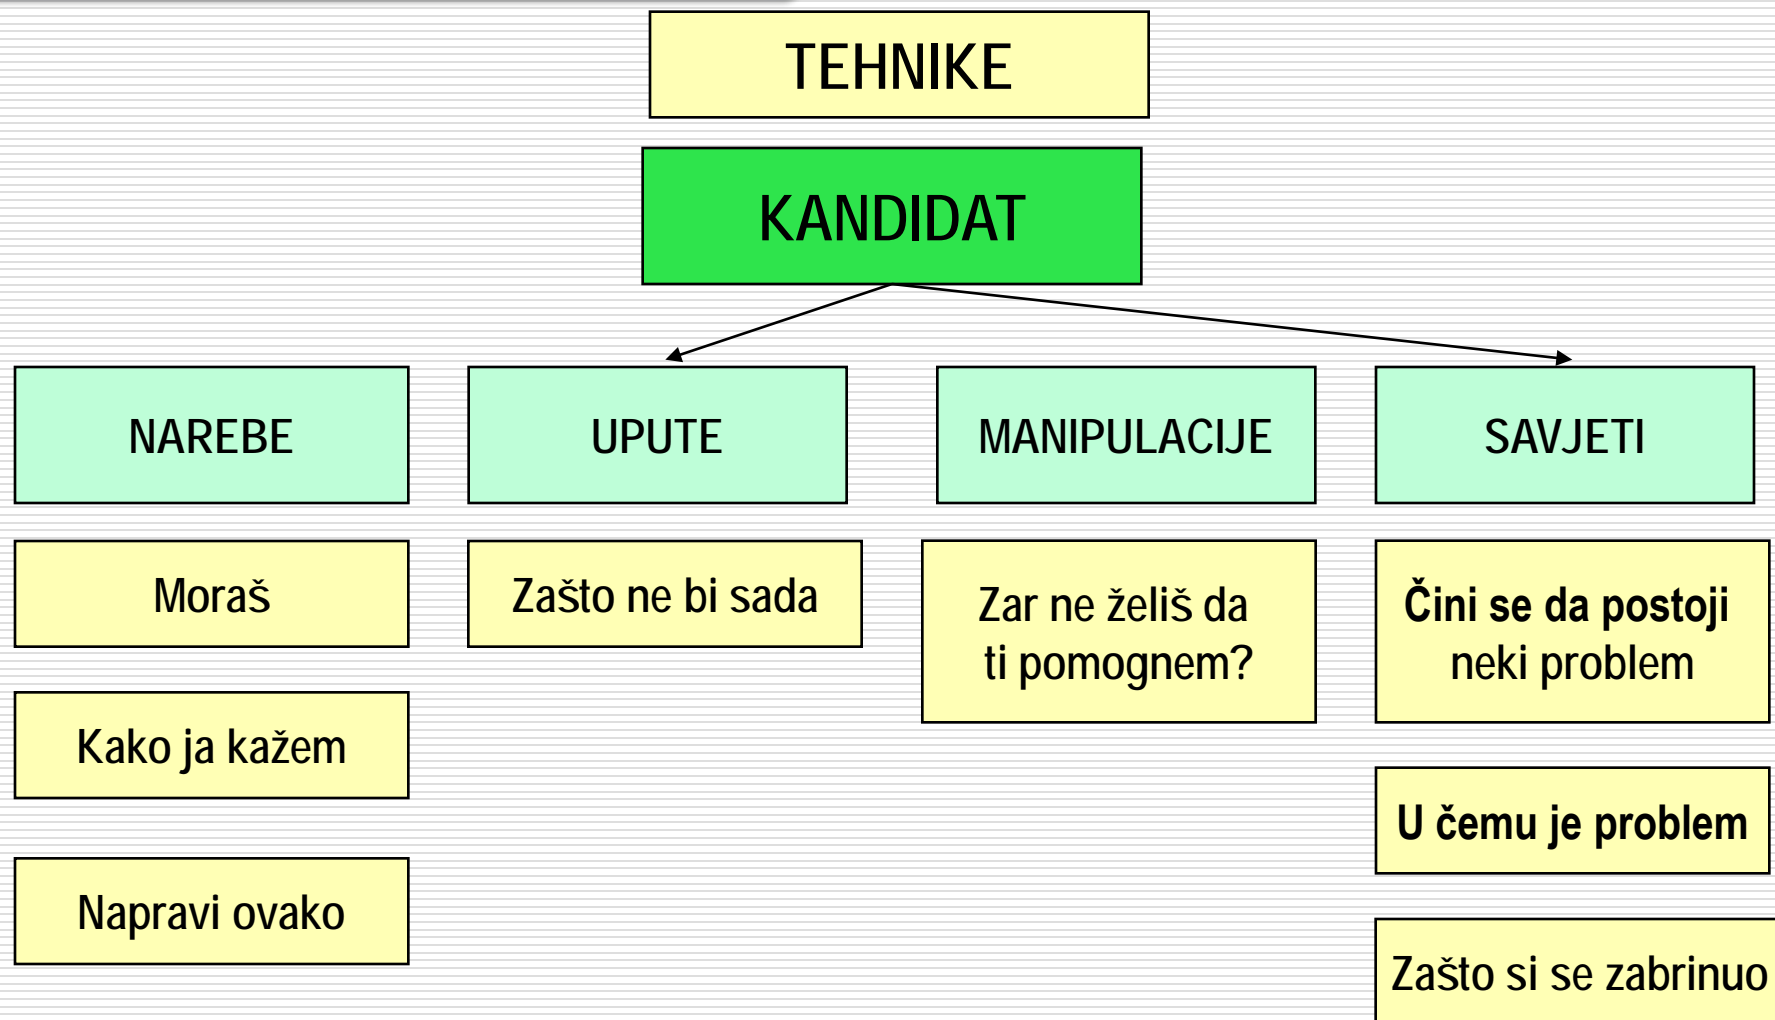 TEHNIKE
KANDIDAT
NAREBE
UPUTE
MANIPULACIJE
SAVJETI
Moraš
Zašto ne bi sada
Zar ne želiš da
ti pomognem?
Čini se da postoji
neki problem
Kako ja kažem
U čemu je problem
Napravi ovako
Zašto si se zabrinuo